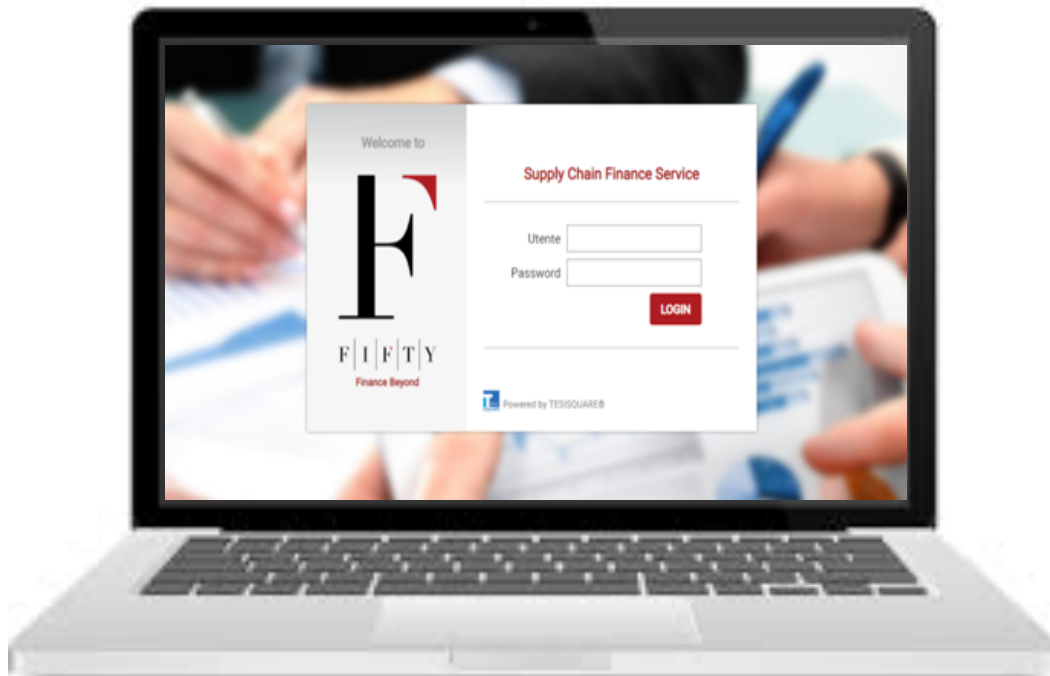 Welcome to
F
F|I|F|T|Y
Finance Beyond
Supply Chain Finance Service
Utente
Password
LOGIN
Powered by TESISQUARE®